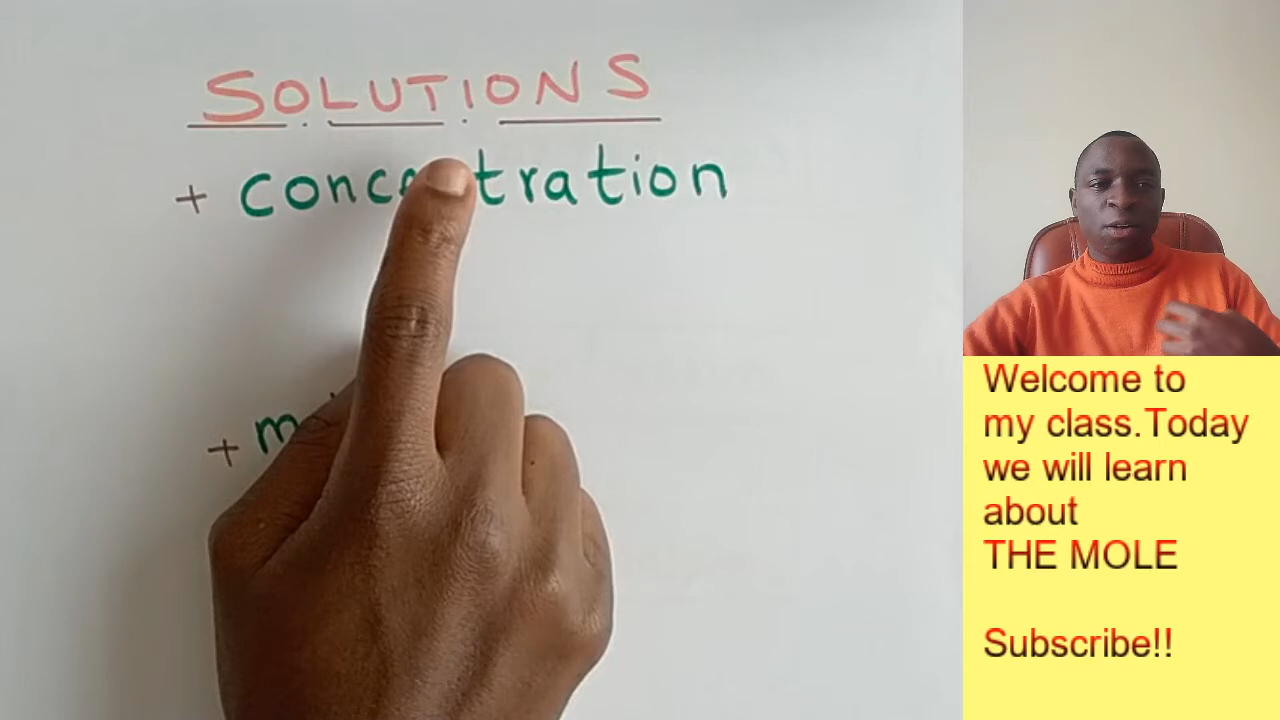 SOLUTIONS
+ concentration
+
Welcome to
my class.Today
we will learn
about
THE MOLE
Subscribe!!